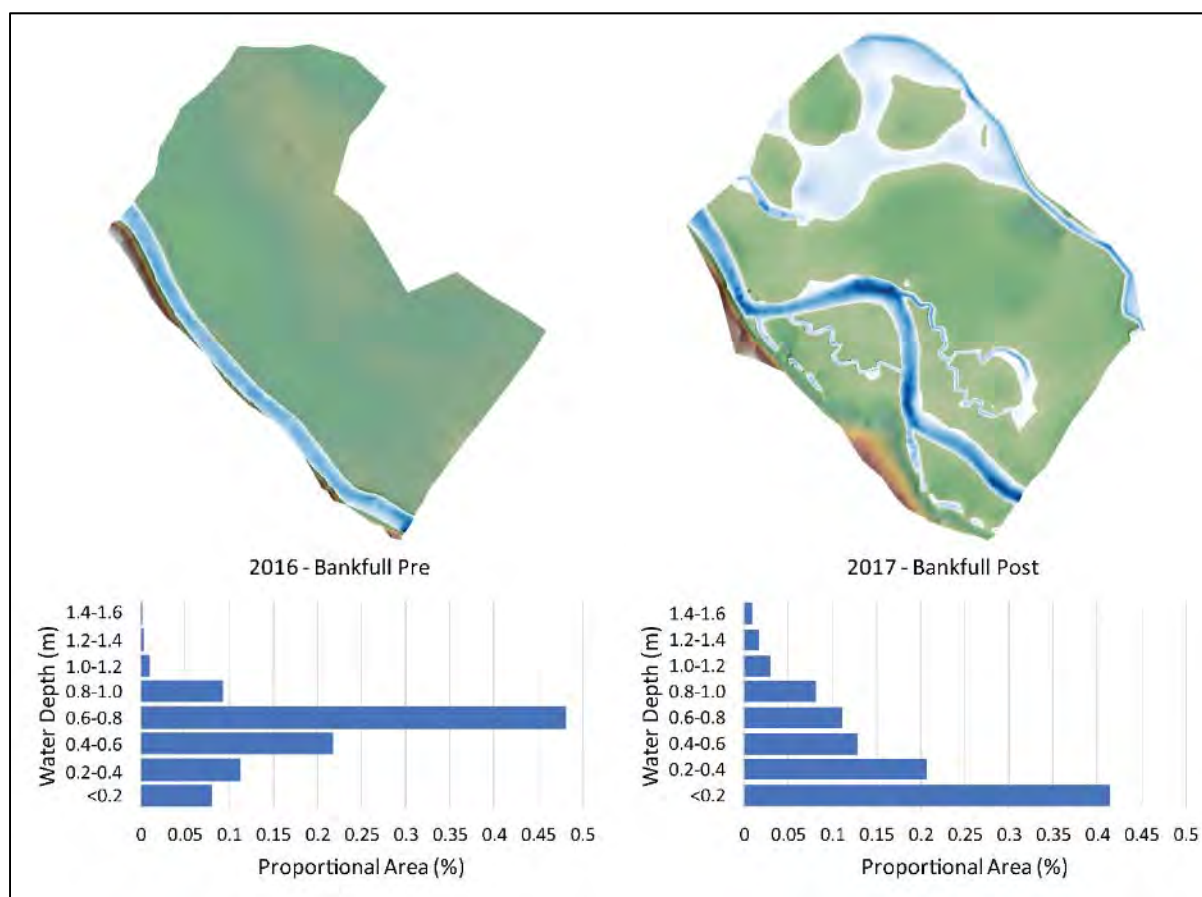 2016 - Bankfull Pre
Water Depth (m)
1.4-1.6
1.2-1.4
1.0-1.2
0.8-1.0
0.6-0.8
0.4-0.6
0.2-0.4
<0.2
0 0.05 0.1 0.15 0.2 0.25 0.3 0.35 0.4 0.45 0.5
Proportional Area (%)
2017 - Bankfull Post
Water Depth (m)
1.4-1.6
1.2-1.4
1.0-1.2
0.8-1.0
0.6-0.8
0.4-0.6
0.2-0.4
<0.2
0 0.05 0.1 0.15 0.2 0.25 0.3 0.35 0.4 0.45 0.5
Proportional Area (%)